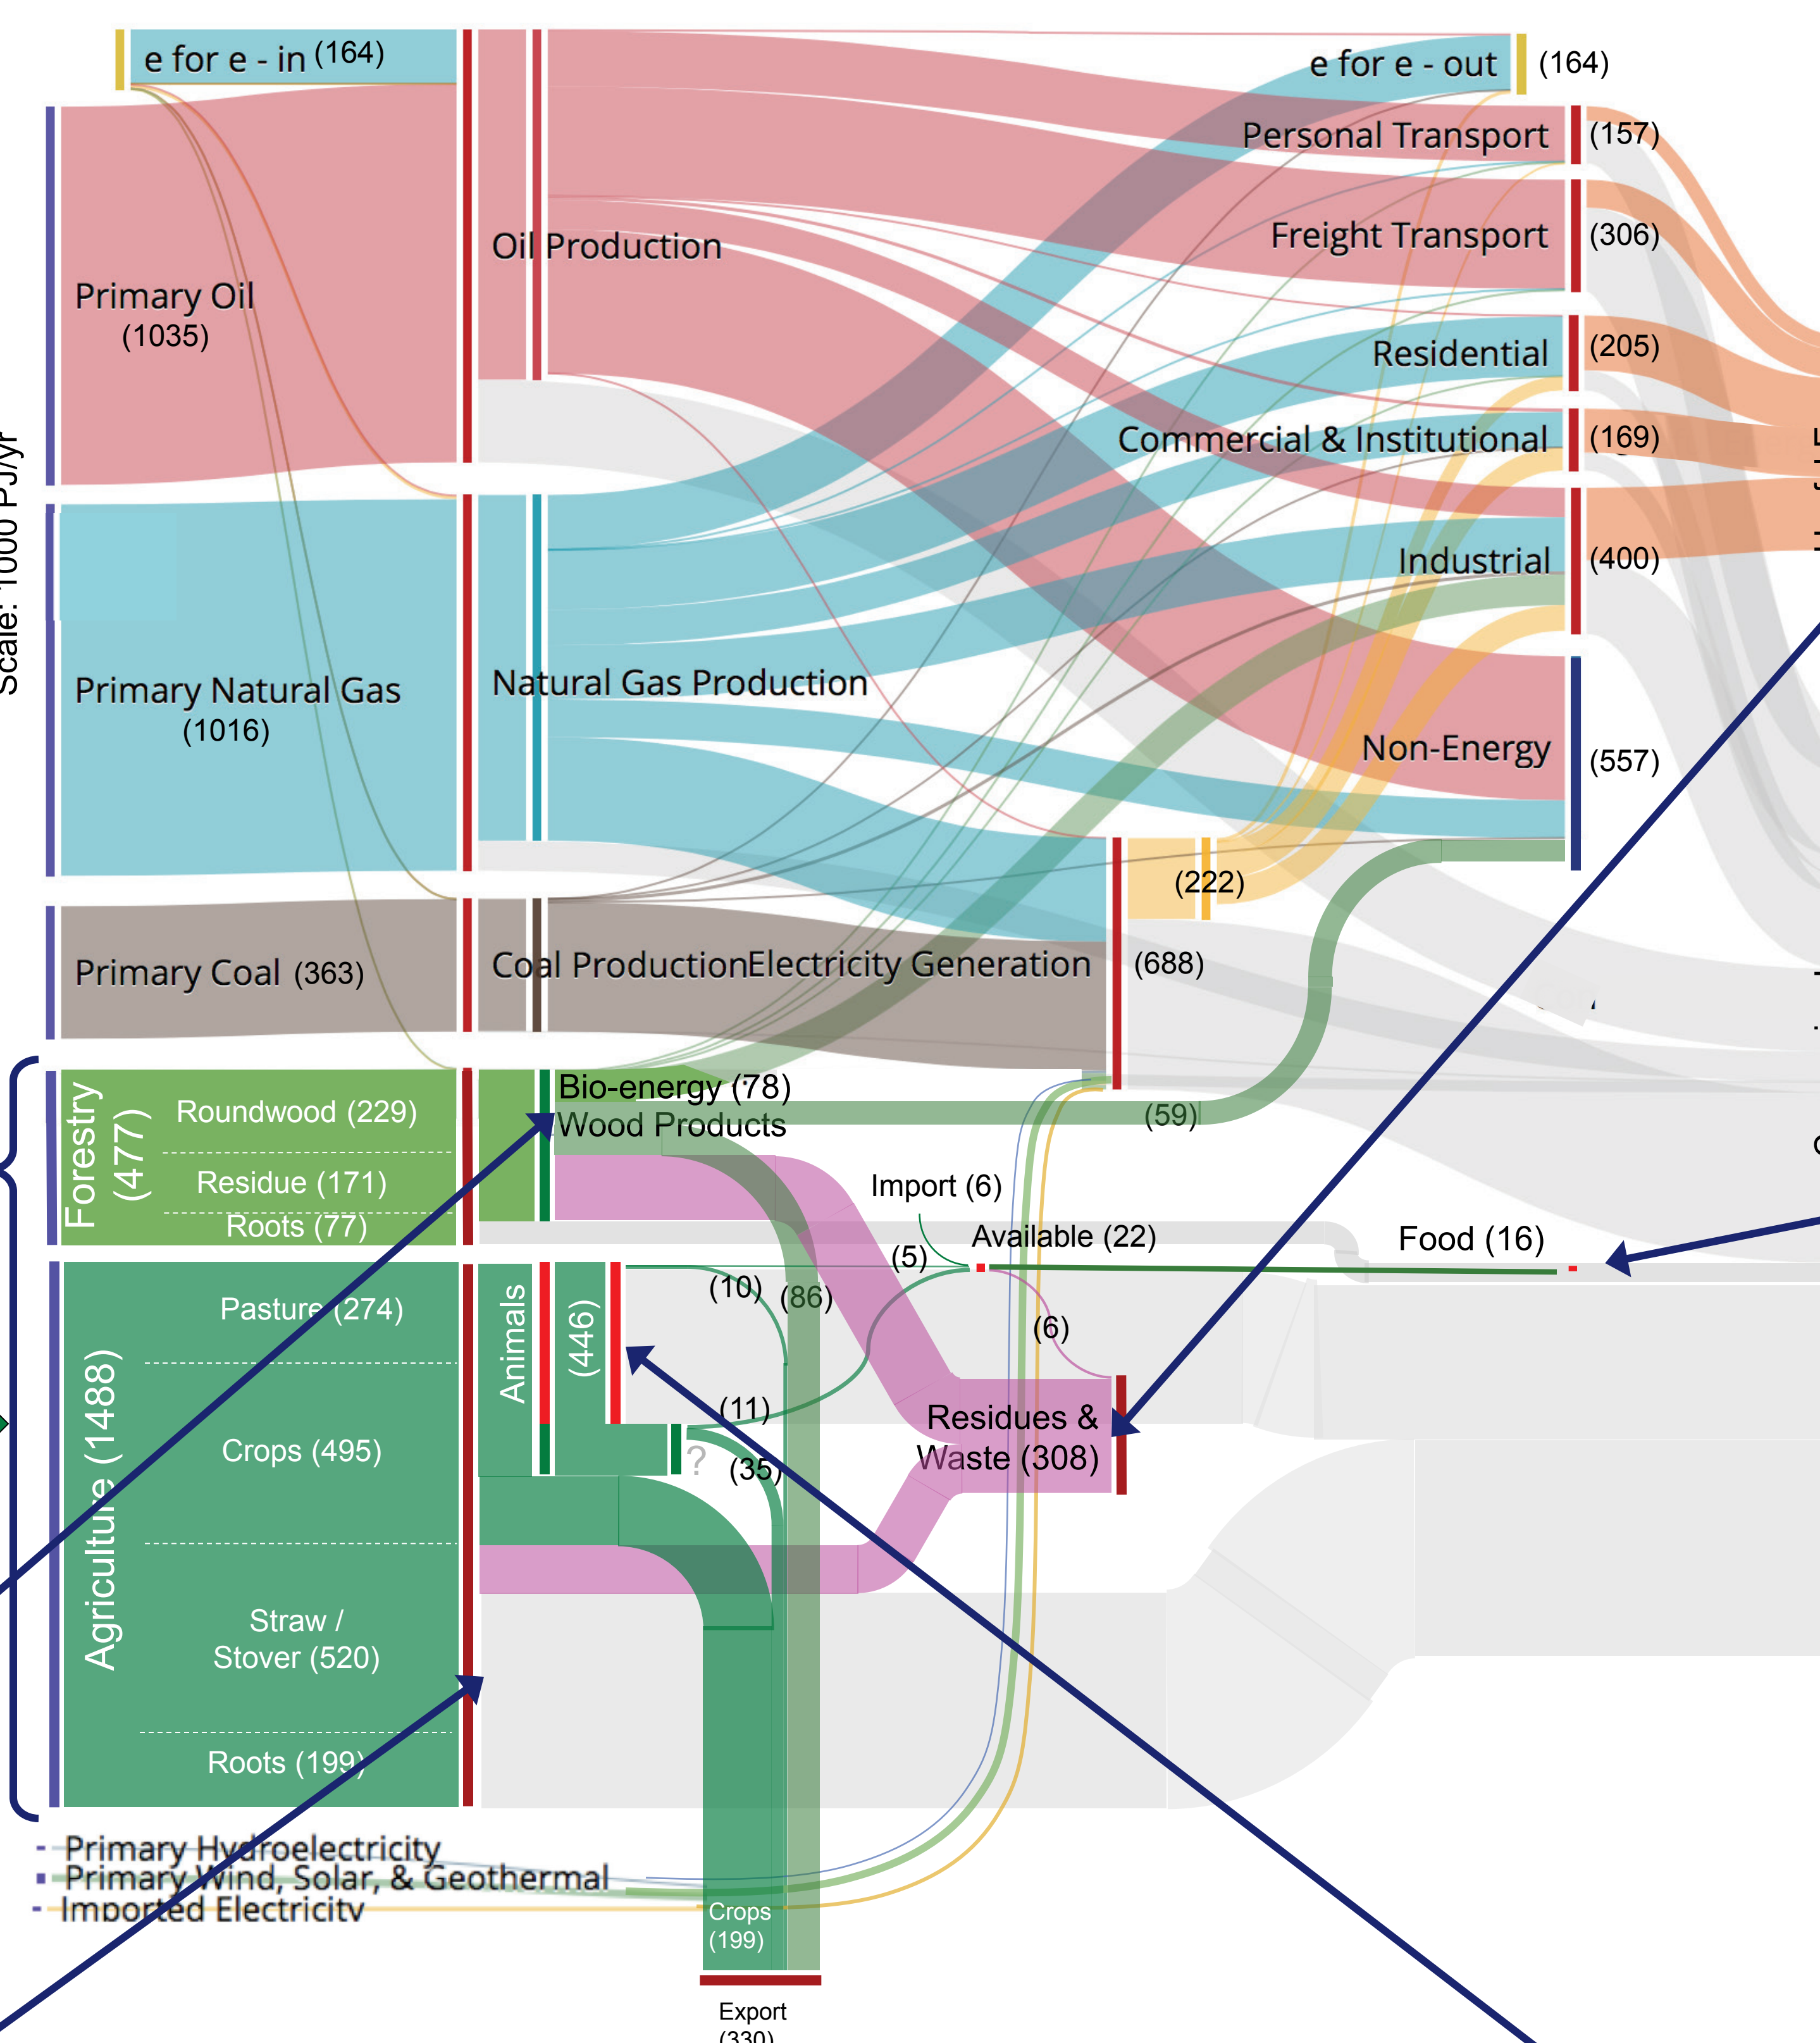 e for e - in (164)
e for e - out (164)
Personal Transport (157)
Oil Production
Freight Transport (306)
Primary Oil
(1035)
Residential (205)
Commercial & Institutional (169)
Scale: 1000 PJ/yr
Industrial (400)
Primary Natural Gas
(1016)
Natural Gas Production
Non-Energy (557)
(222)
Primary Coal (363)
Coal Production
Electricity Generation (688)
Forestry
(477)
Roundwood (229)
Residue (171)
Roots (77)
Bio-energy (78)
Wood Products
(59)
Import (6)
Available (22)
Food (16)
(5)
(10)
(86)
(6)
Agriculture (1488)
Pasture (274)
Crops (495)
Straw /
Stover (520)
Roots (199)
Animals
(446)
(11)
?
(35)
Residues &
Waste (308)
Primary Hydroelectricity
Primary Wind, Solar, & Geothermal
Imported Electricity
Crops
(199)
Export
(330)